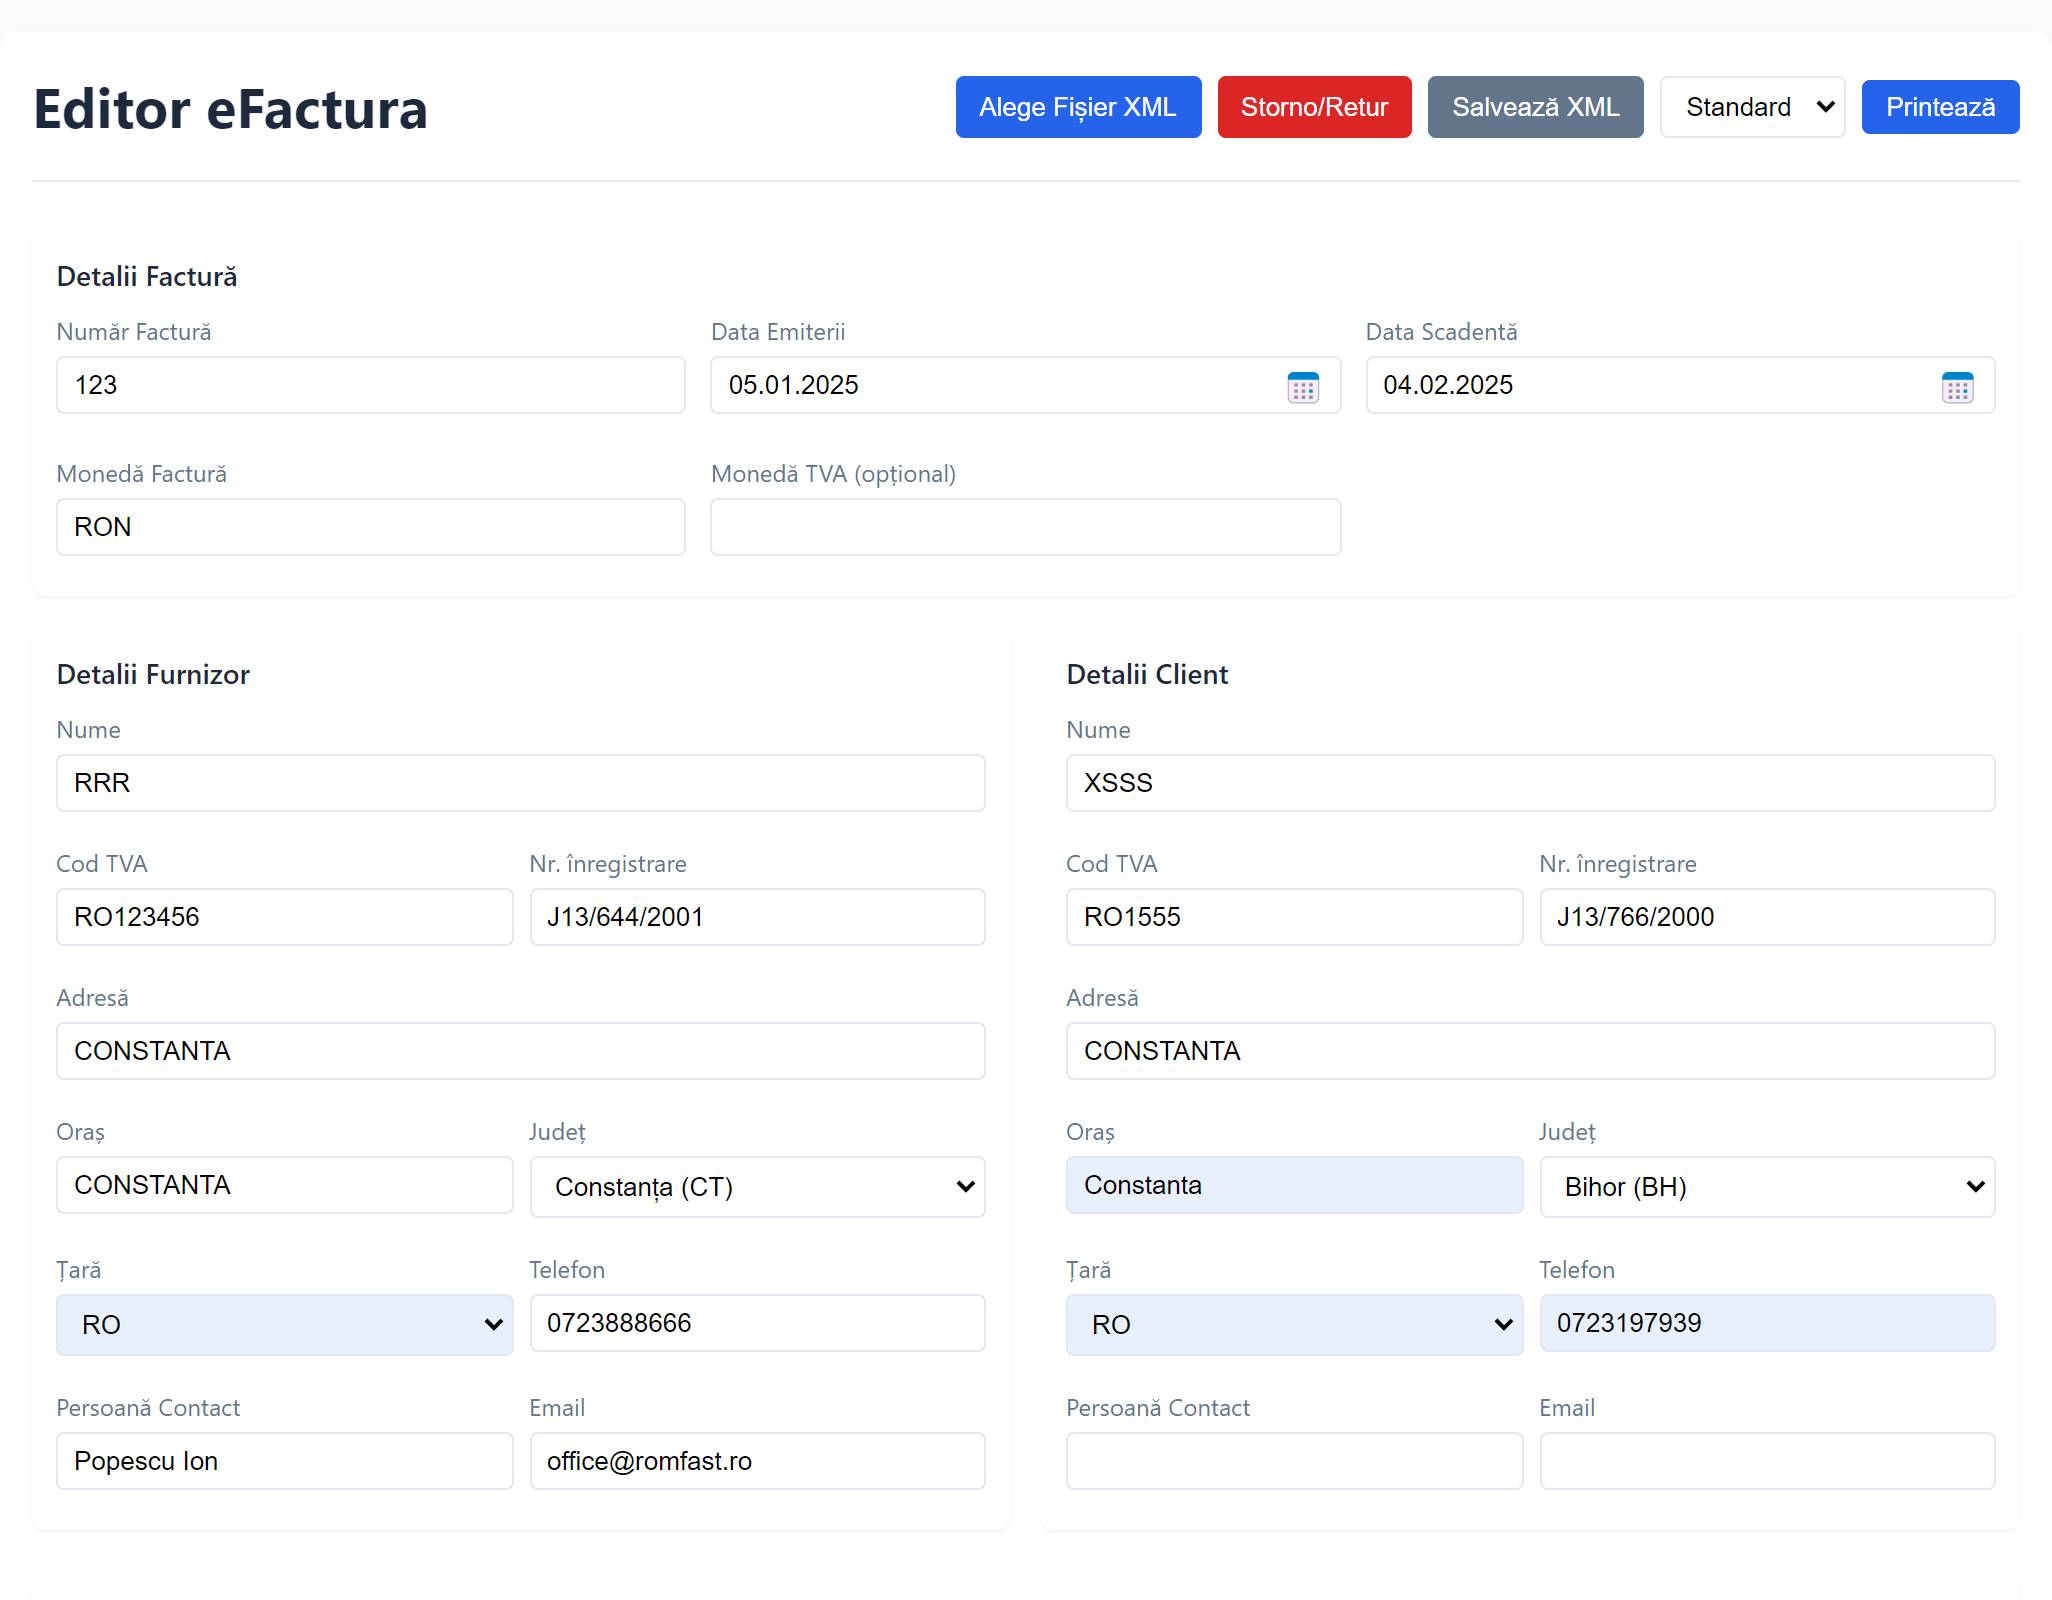 Editor eFactura
Alege Fișier XML
Storno/Retur
Salvează XML
Standard
Printează
Detalii Factură
Număr Factură
Data Emiterii
Data Scadentă
123
05.01.2025
04.02.2025
Monedă Factură
Monedă TVA (opțional)
RON
Detalii Furnizor
Nume
RRR
Cod TVA
Nr. înregistrare
RO123456
J13/644/2001
Adresă
CONSTANTA
Oraș
Județ
CONSTANTA
Constanța (CT)
Țară
Telefon
RO
0723888666
Persoană Contact
Email
Popescu Ion
office@romfast.ro
Detalii Client
Nume
XSSS
Cod TVA
Nr. înregistrare
RO1555
J13/766/2000
Adresă
CONSTANTA
Oraș
Județ
Constanta
Bihor (BH)
Țară
Telefon
RO
0723197939
Persoană Contact
Email